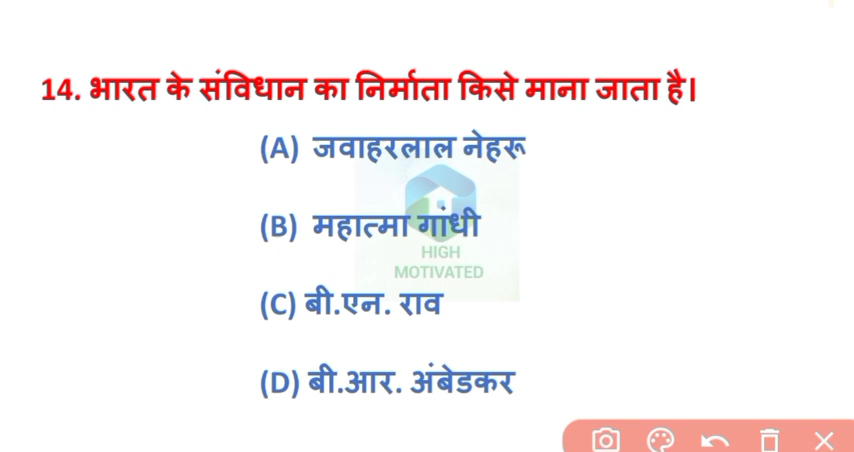 14. भारत के संविधान का निर्माता किसे माना जाता है।
(A) जवाहरलाल नेहरू
(B) महात्मा गांधी
HIGH
MOTIVATED
(C) बी.एन. राव
(D) बी.आर. अंबेडकर